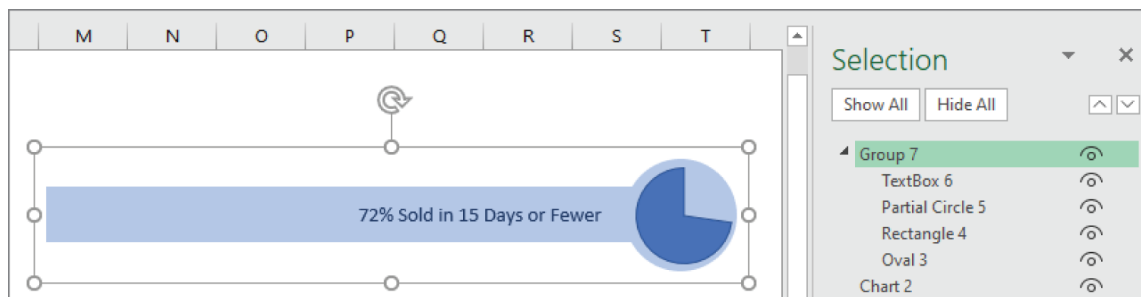 M N O P Q R S T
Selection
Show All Hide All
Group 7
TextBox 6
72% Sold in 15 Days or Fewer
Partial Circle 5
Rectangle 4
Oval 3
Chart 2